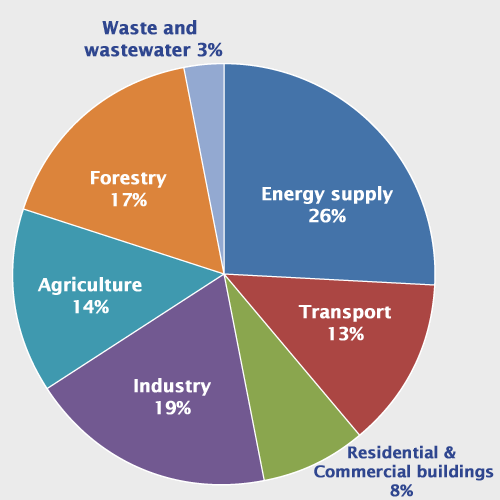 Waste and
wastewater 3%
Energy supply
26%
Forestry
17%
Agriculture
14%
Transport
13%
Industry
19%
Residential &
Commercial buildings
8%